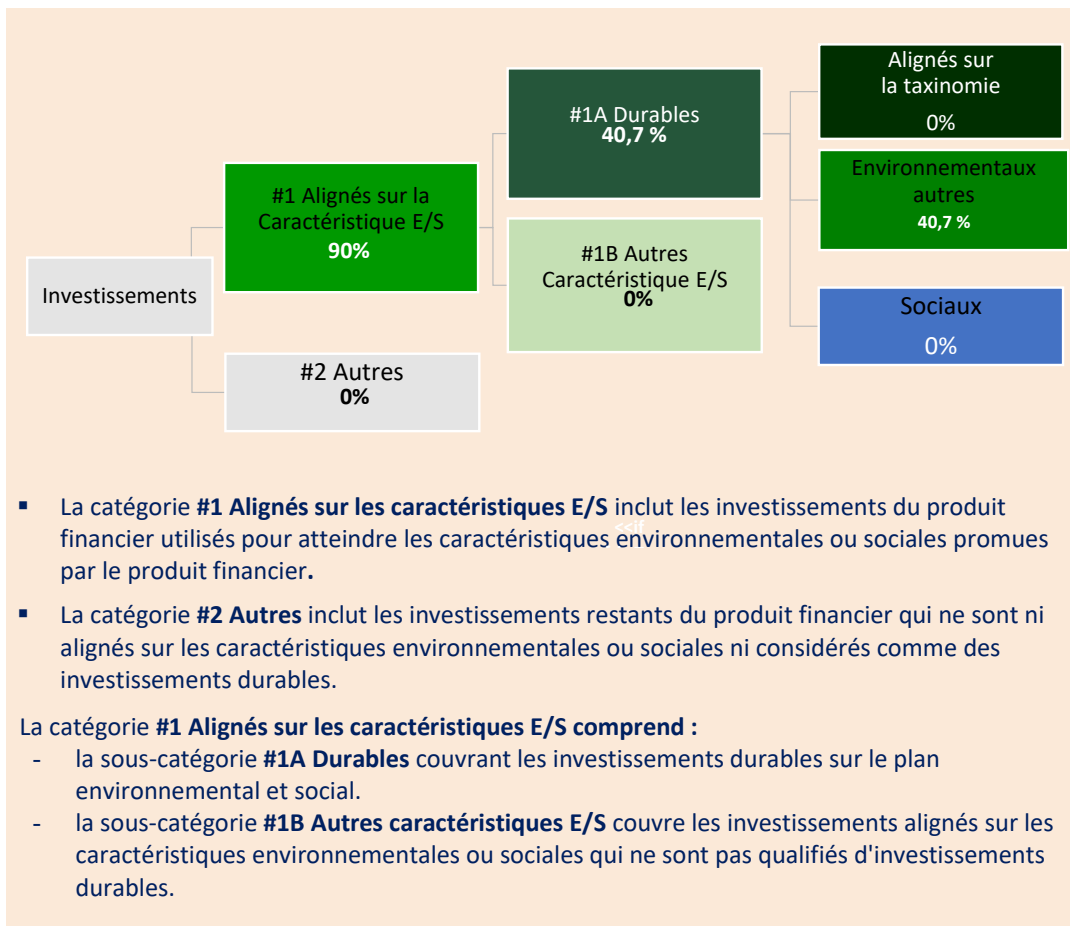 Investissements
#1 Alignés sur la
Caractéristique E/S
90%
#2 Autres
0%
#1A Durables
40,7 %
#1B Autres
Caractéristique E/S
0%
Alignés sur
la taxinomie
0%
Environnementaux
autres
40,7 %
Sociaux
0%
▪ La catégorie #1 Alignés sur les caractéristiques E/S inclut les investissements du produit
<<if
financier utilisés pour atteindre les caractéristiques environnementales ou sociales promues
par le produit financier.
▪ La catégorie #2 Autres inclut les investissements restants du produit financier qui ne sont ni
alignés sur les caractéristiques environnementales ou sociales ni considérés comme des
investissements durables.
La catégorie #1 Alignés sur les caractéristiques E/S comprend :
- la sous-catégorie #1A Durables couvrant les investissements durables sur le plan
environnemental et social.
- la sous-catégorie #1B Autres caractéristiques E/S couvre les investissements alignés sur les
caractéristiques environnementales ou sociales qui ne sont pas qualifiés d'investissements
durables.